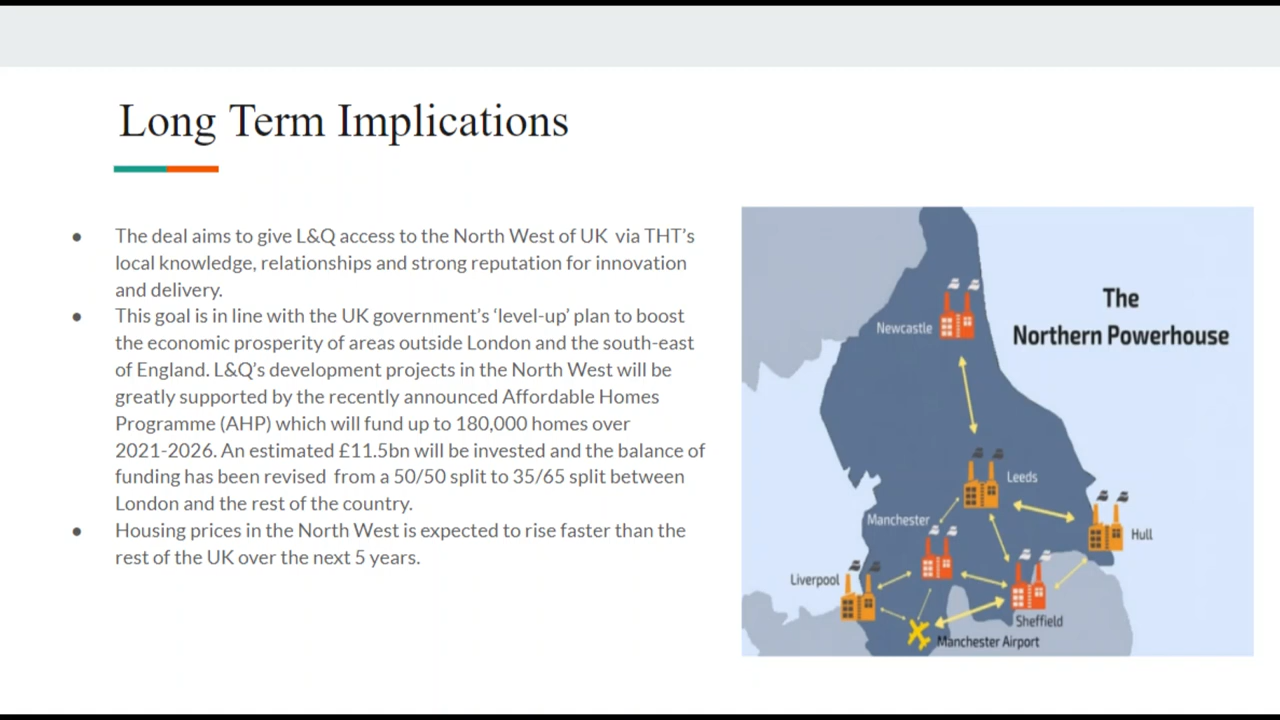 Long Term Implications
● The deal aims to give L&Q access to the North West of UK via THT's
local knowledge, relationships and strong reputation for innovation
and delivery.
● This goal is in line with the UK government's ‘level-up’ plan to boost
the economic prosperity of areas outside London and the south-east
of England. L&Q's development projects in the North West will be
greatly supported by the recently announced Affordable Homes
Programme (AHP) which will fund up to 180,000 homes over
2021-2026. An estimated £11.5bn will be invested and the balance of
funding has been revised from a 50/50 split to 35/65 split between
London and the rest of the country.
● Housing prices in the North West is expected to rise faster than the
rest of the UK over the next 5 years.
The
Northern Powerhouse
Newcastle
Leeds
Manchester
Hull
Liverpool
Sheffield
Manchester Airport